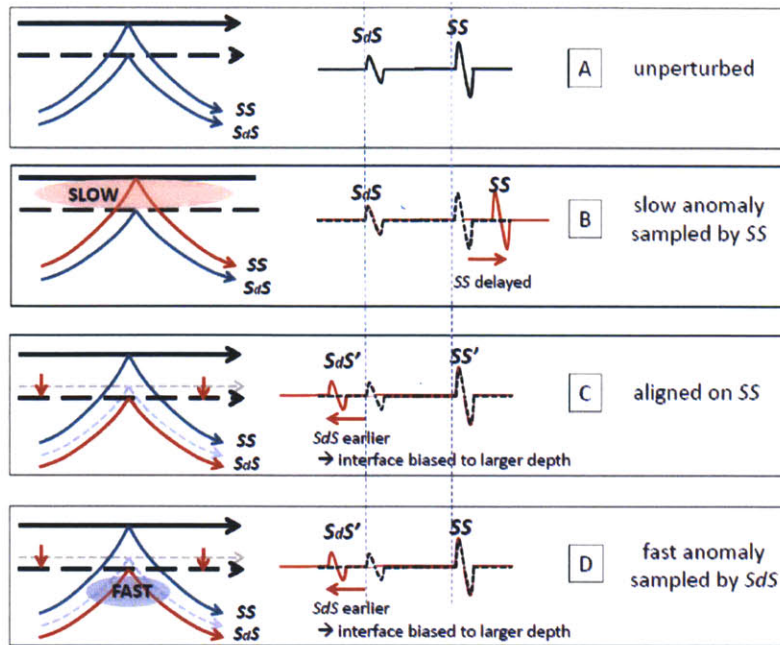 SdS
SS
A
unperturbed
SS
SdS
SLOW
SdS
SS
B
slow anomaly
sampled by SS
SS
SdS
SS delayed
SdS'
SS'
C
aligned on SS
SdS earlier
SS
SdS
→ interface biased to larger depth
SdS'
SS
D
fast anomaly
sampled by SdS
FAST
SdS earlier
SS
SdS
→ interface biased to larger depth